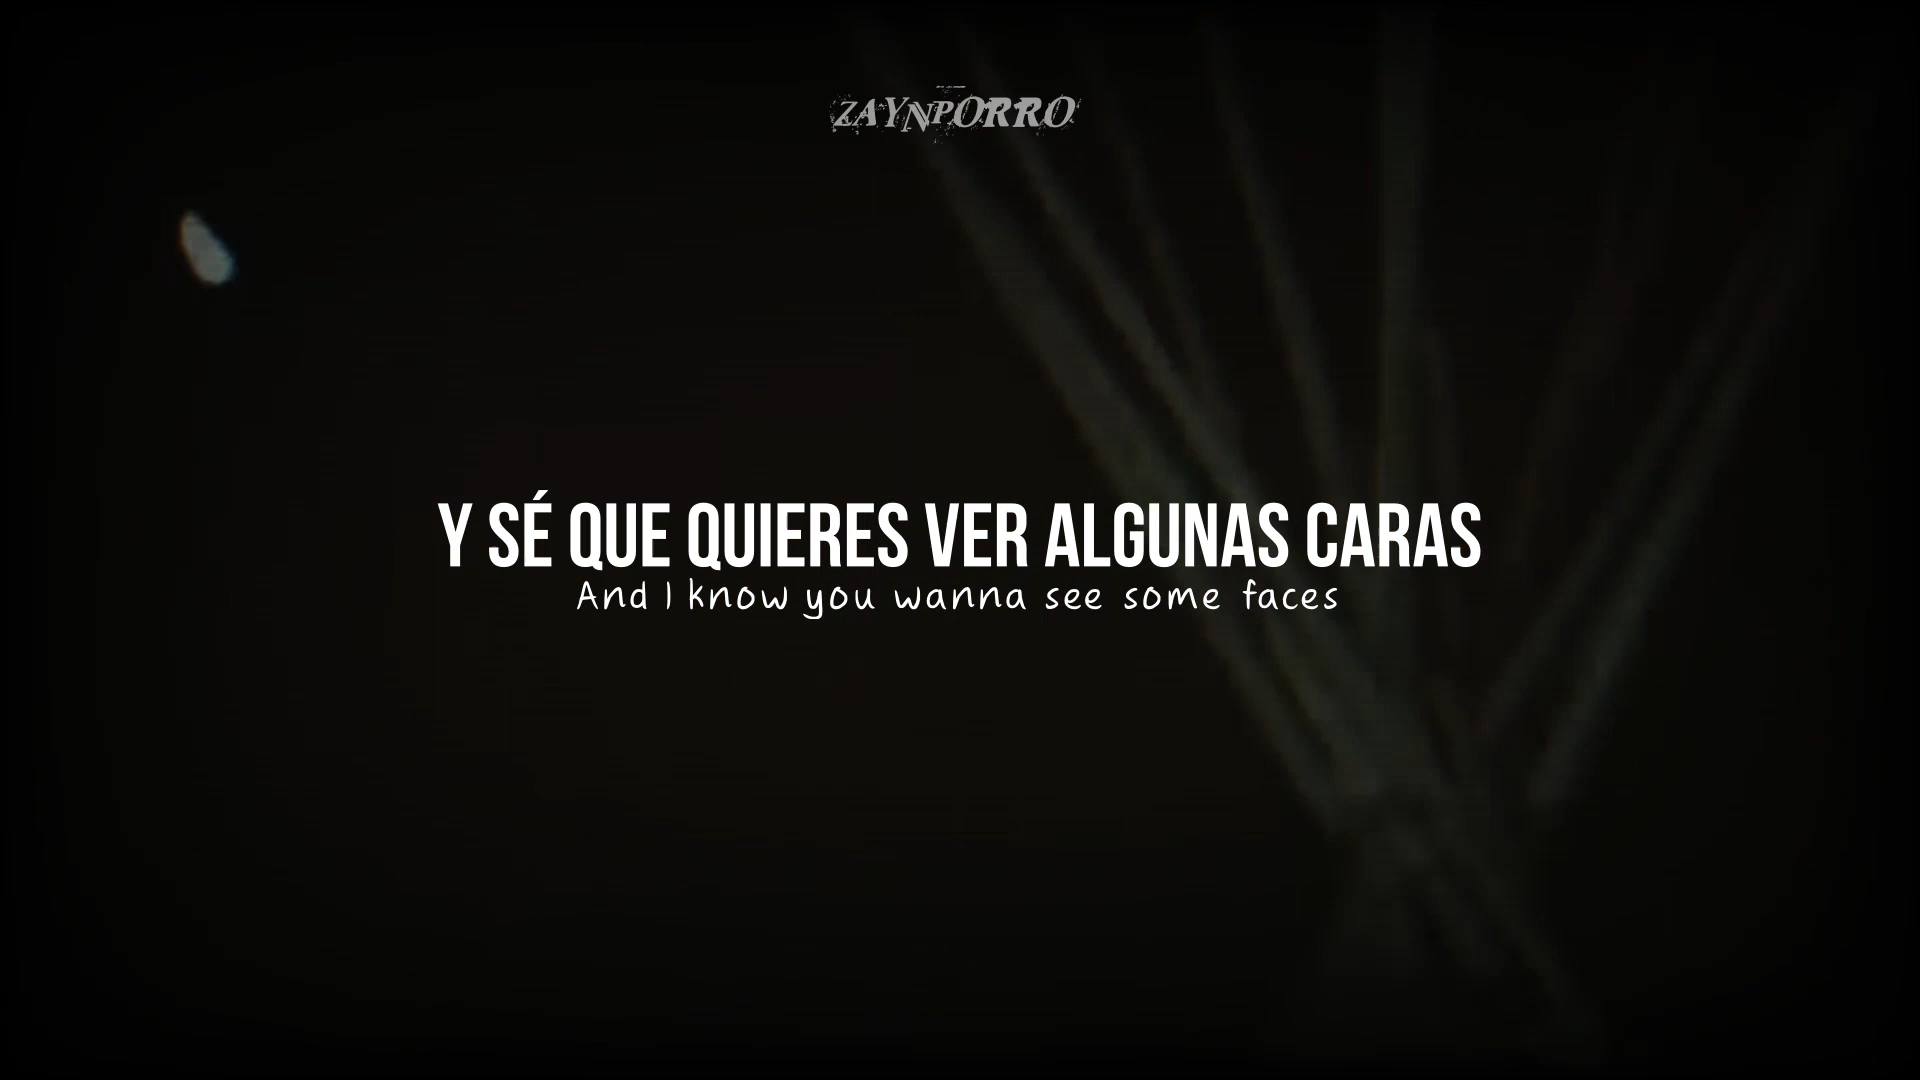 ZAYNPORRO
Y SÉ QUE QUIERES VER ALGUNAS CARAS
And I know you wanna see some faces